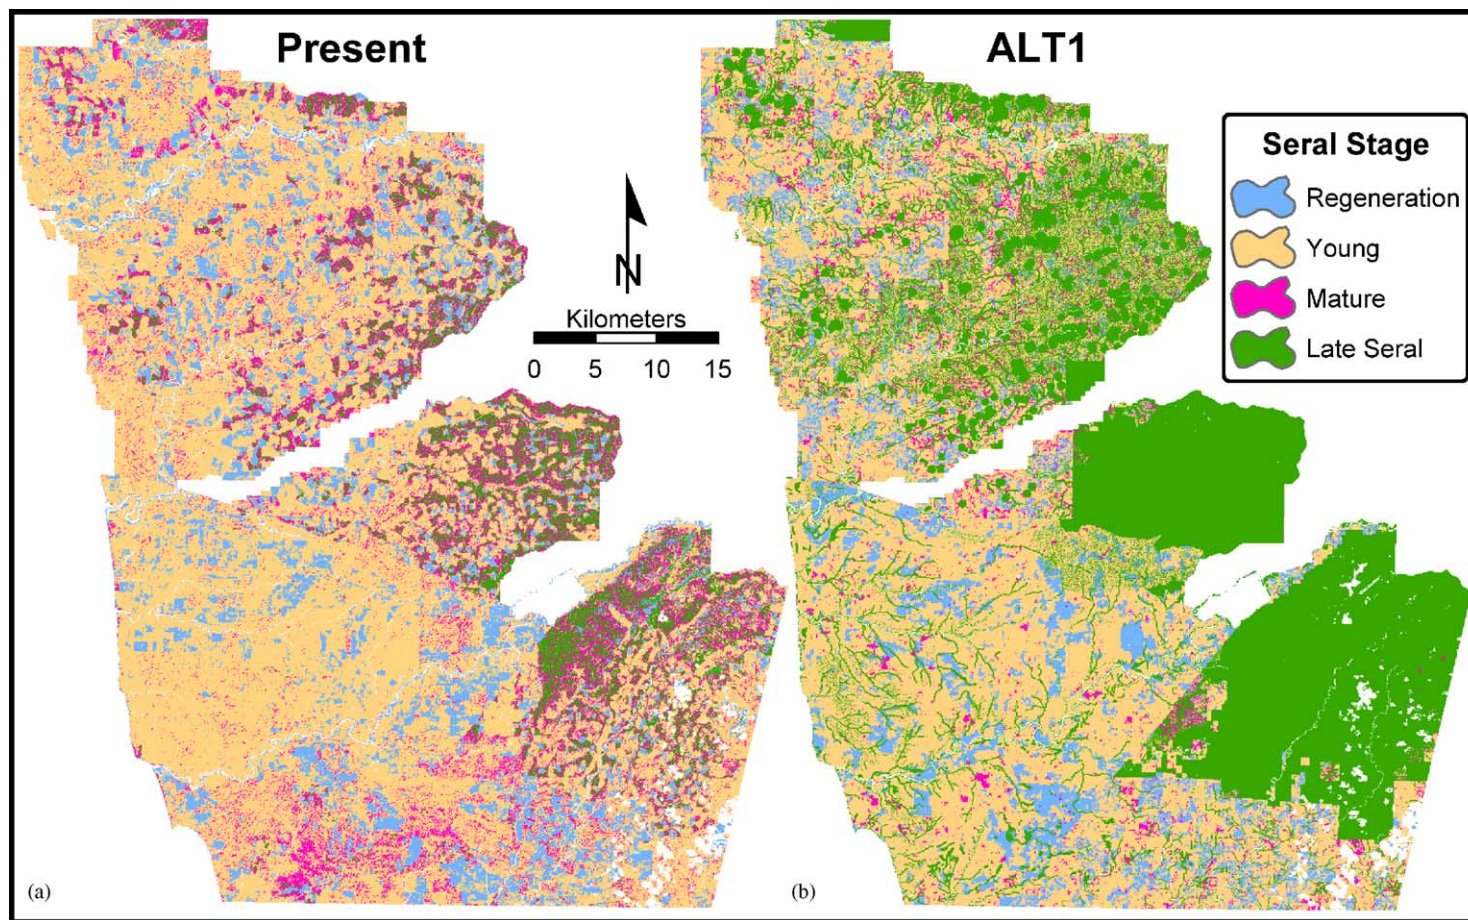 Present
ALT1
Seral Stage
Regeneration
Young
Mature
Late Seral
N
Kilometers
0 5 10 15
(a)
(b)